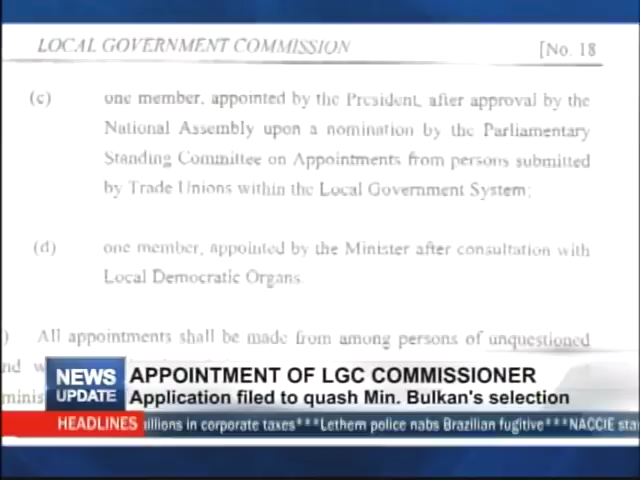 LOCAL GOVERNMENT COMMISSION [No. 18
(c) one member, appointed by the President, after approval by the
National Assembly upon a nomination by the Parliamentary
Standing Committee on Appointments from persons submitted
by Trade Unions within the Local Government System;
(d) one member, appointed by the Minister after consultation with
Local Democratic Organs.
) All appointments shall be made from among persons of unquestioned
nd w
minis
NEWS UPDATE
APPOINTMENT OF LGC COMMISSIONER
Application filed to quash Min. Bulkan's selection
HEADLINES illions in corporate taxes***Lethem police nabs Brazilian fugitive***NACCIE sta